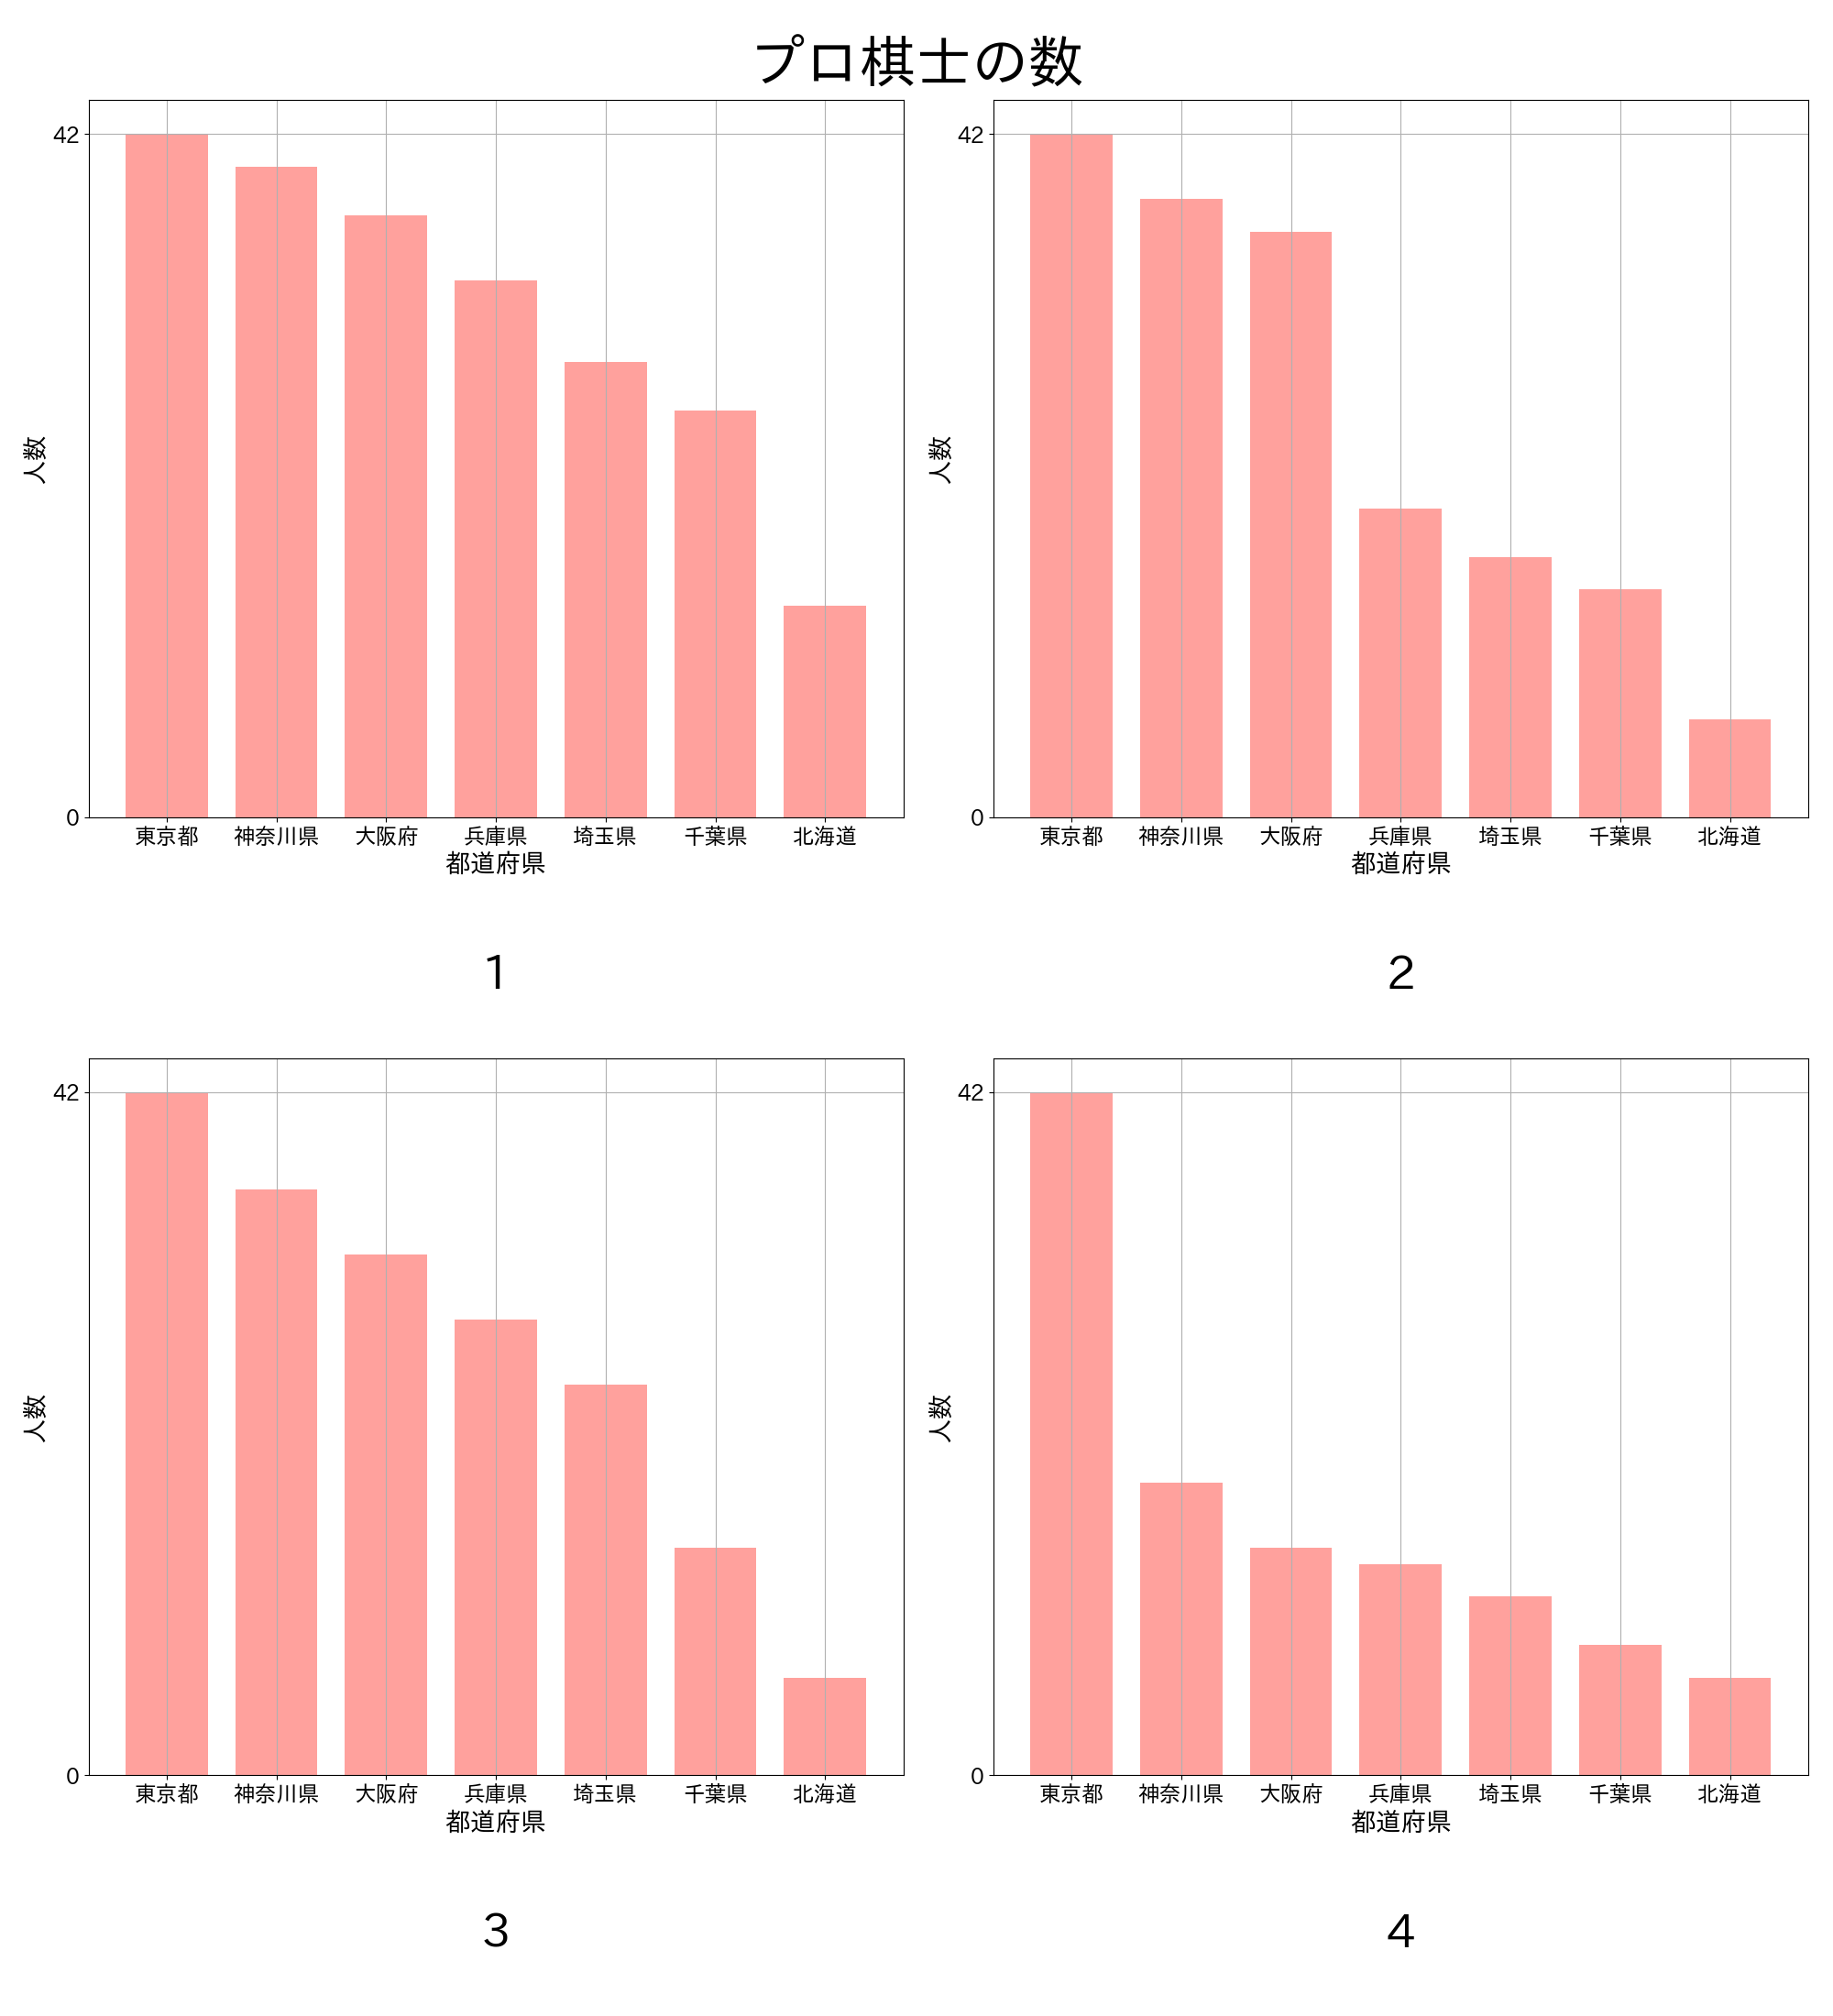 プロ棋士の数
42
0
人数
東京都 神奈川県 大阪府 兵庫県 埼玉県 千葉県 北海道
都道府県
1
42
0
人数
東京都 神奈川県 大阪府 兵庫県 埼玉県 千葉県 北海道
都道府県
2
42
0
人数
東京都 神奈川県 大阪府 兵庫県 埼玉県 千葉県 北海道
都道府県
3
42
0
人数
東京都 神奈川県 大阪府 兵庫県 埼玉県 千葉県 北海道
都道府県
4